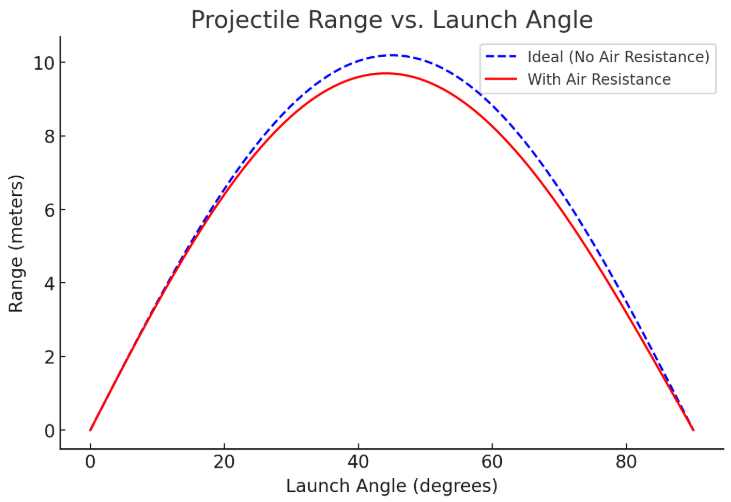 Projectile Range vs. Launch Angle
Ideal (No Air Resistance)
With Air Resistance
Range (meters)
10
8
6
4
2
0
0 20 40 60 80
Launch Angle (degrees)